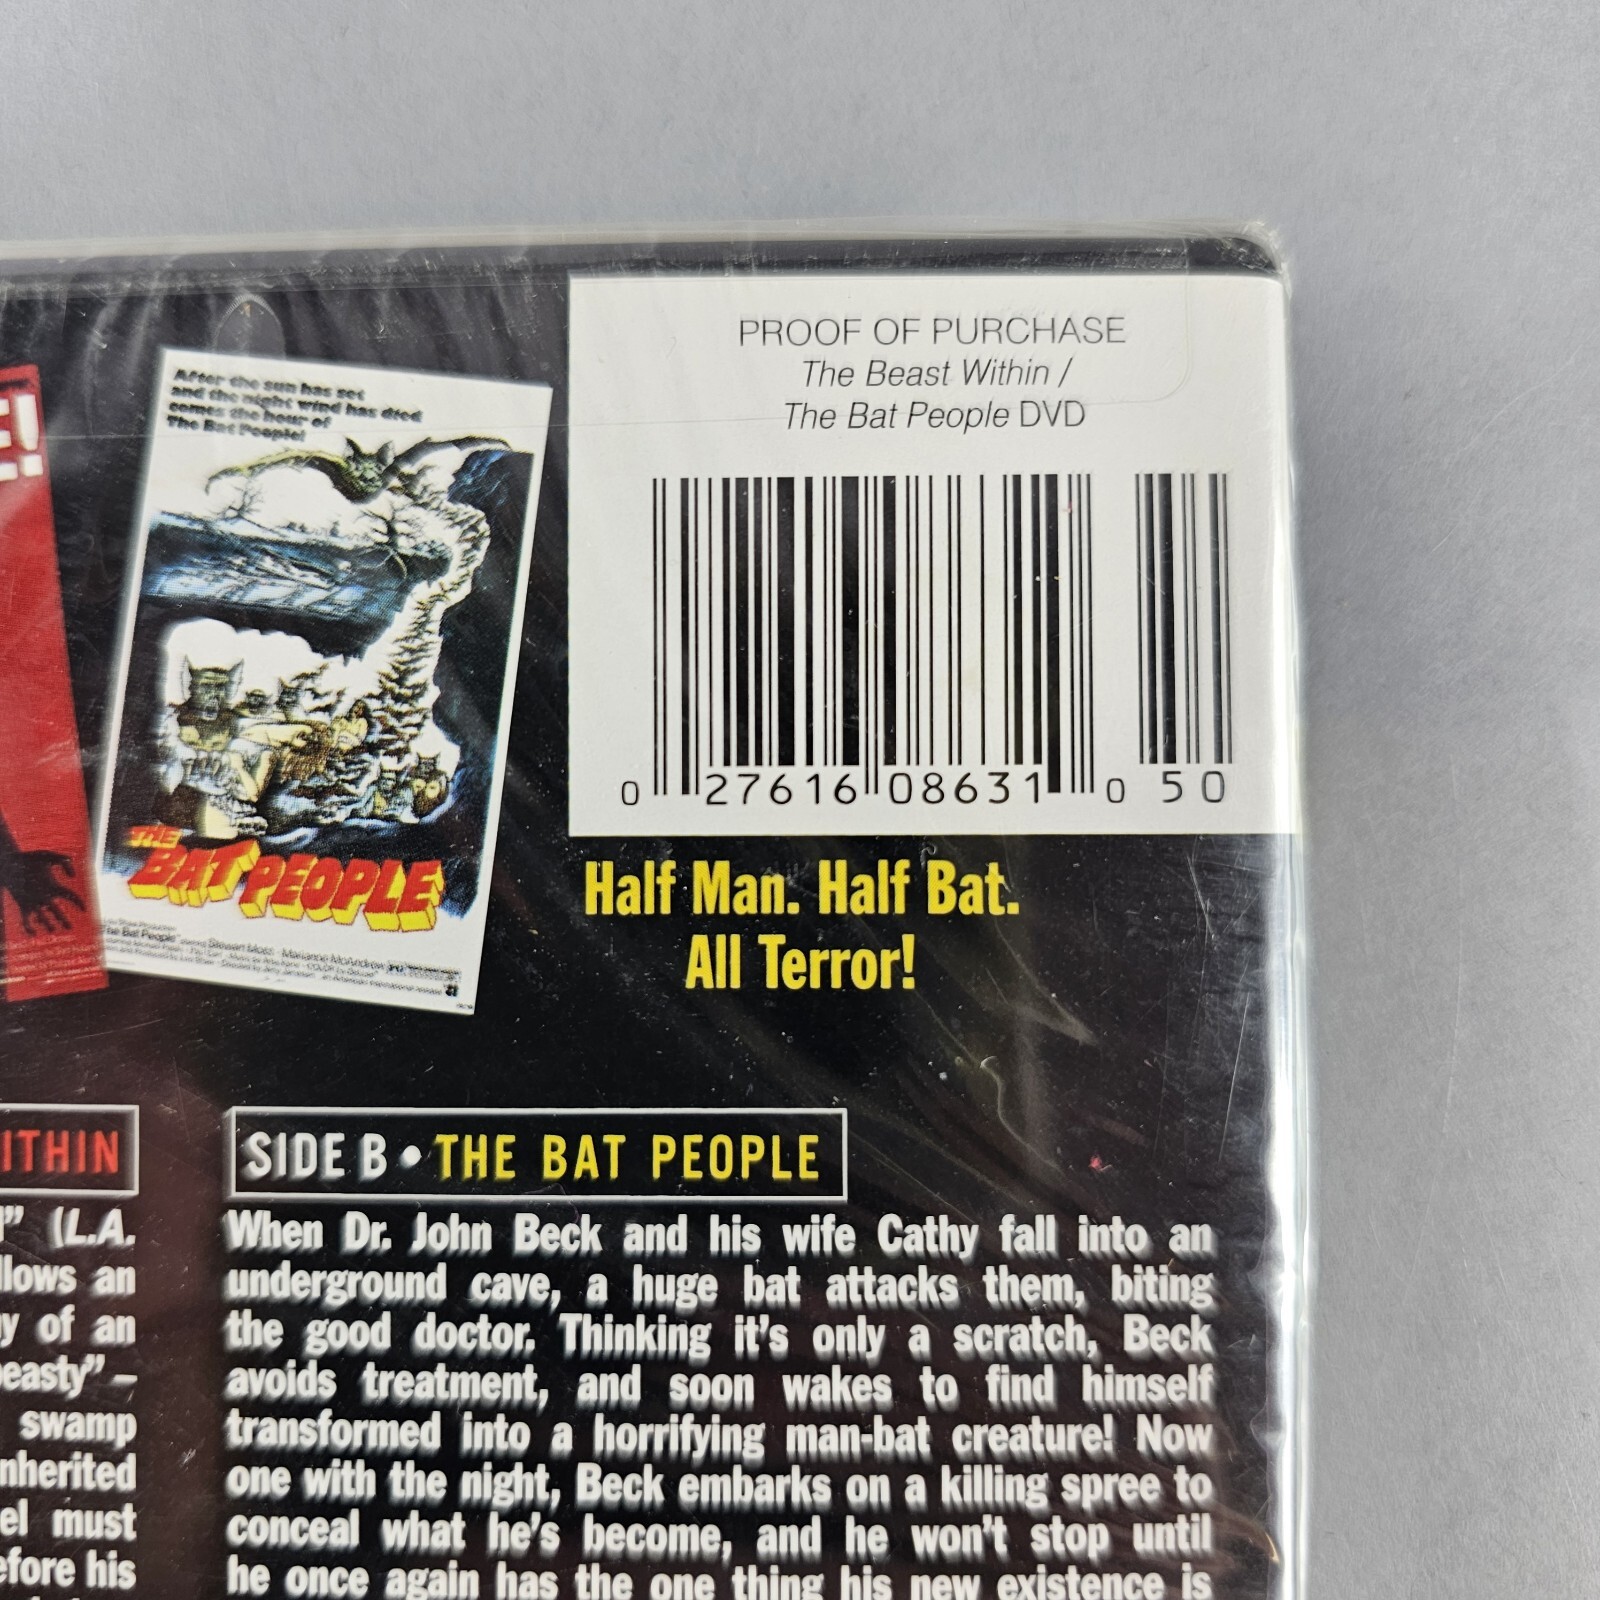 PROOF OF PURCHASE
The Beast Within /
The Bat People DVD
0 27616 08631 0 50
E!
After the sun has set
and the night wind has died
comes the hour of
The Bat People!
THE
BAT PEOPLE
The Bat People
Half Man. Half Bat.
All Terror!
ITHIN
" (L.A.
llows an
y of an
easty" –
swamp
nherited
el must
efore his
SIDE B • THE BAT PEOPLE
When Dr. John Beck and his wife Cathy fall into an
underground cave, a huge bat attacks them, biting
the good doctor. Thinking it's only a scratch, Beck
avoids treatment, and soon wakes to find himself
transformed into a horrifying man-bat creature! Now
one with the night, Beck embarks on a killing spree to
conceal what he's become, and he won't stop until
he once again has the one thing his new existence is